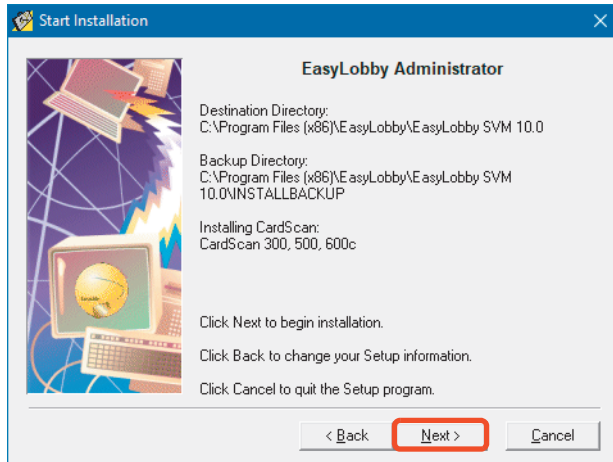 Start Installation
EasyLobby Administrator
Destination Directory:
C:\Program Files (x86)\EasyLobby\EasyLobby SVM 10.0
Backup Directory:
C:\Program Files (x86)\EasyLobby\EasyLobby SVM
10.0\INSTALLBACKUP
Installing CardScan:
CardScan 300, 500, 600c
EasyLobby
Click Next to begin installation.
Click Back to change your Setup information.
Click Cancel to quit the Setup program.
< Back
Next >
Cancel